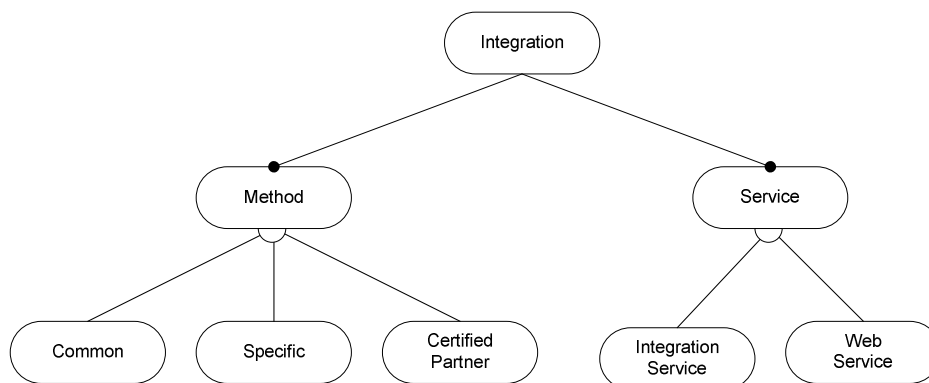 Integration
Method
Service
Common
Specific
Certified
Partner
Integration
Service
Web
Service